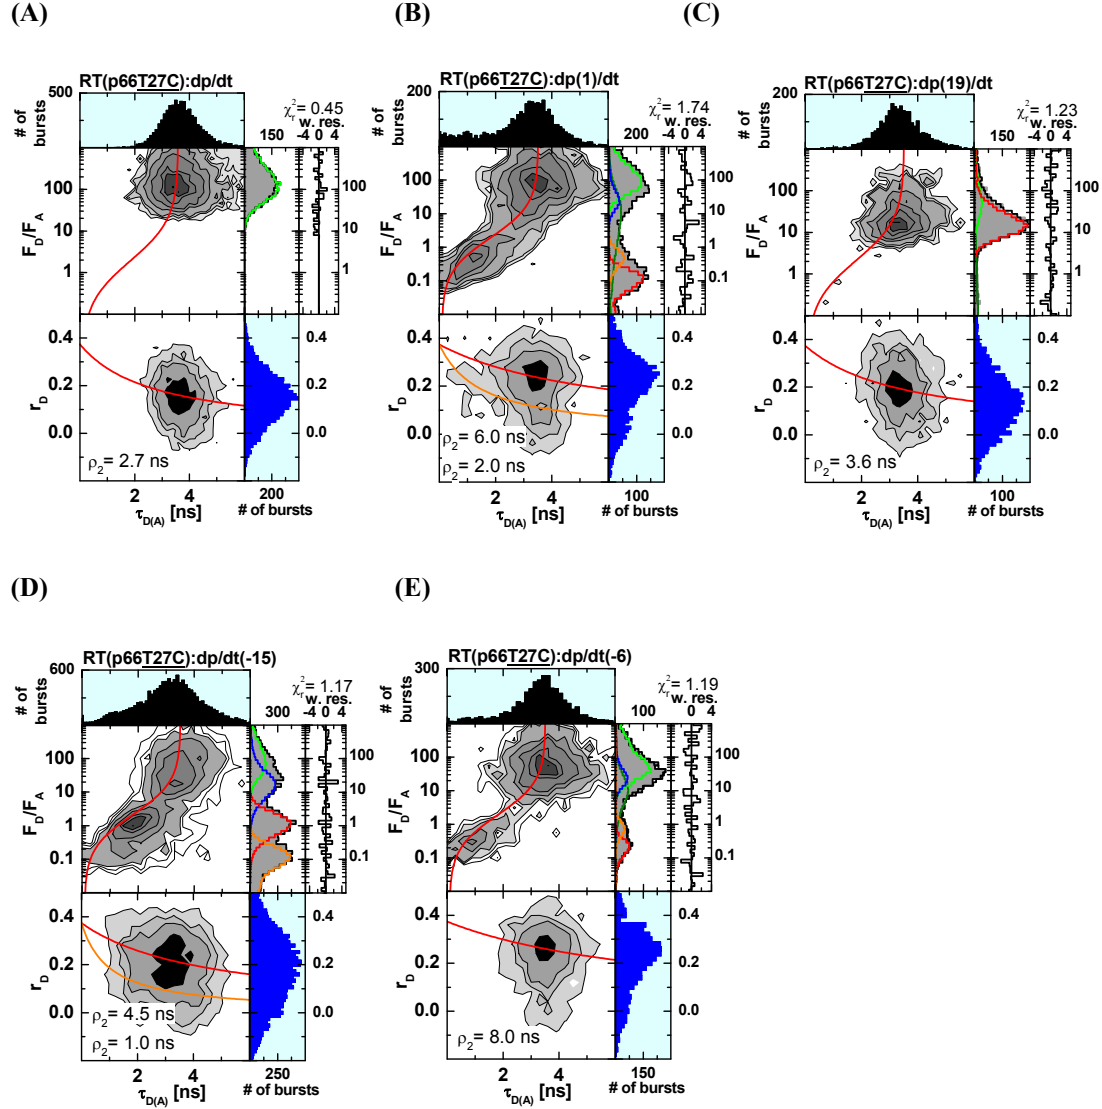 (A)
RT(p66T27C):dp/dt
500
# of bursts
150
χr2= 0.45
w. res.
-4 0 4
100
10
1
FD/FA
100
10
1
0.4
0.2
0.0
rD
ρ2= 2.7 ns
0.4
0.2
0.0
2 4
τD(A) [ns]
200
# of bursts
(B)
RT(p66T27C):dp(1)/dt
200
# of bursts
200
χr2= 1.74
w. res.
-4 0 4
100
10
1
0.1
FD/FA
100
10
1
0.1
0.4
0.2
0.0
rD
ρ2= 6.0 ns
ρ2= 2.0 ns
0.4
0.2
0.0
2 4
τD(A) [ns]
100
# of bursts
(C)
RT(p66T27C):dp(19)/dt
200
# of bursts
150
χr2= 1.23
w. res.
-4 0 4
100
10
1
FD/FA
100
10
1
0.4
0.2
0.0
rD
ρ2= 3.6 ns
0.4
0.2
0.0
2 4
τD(A) [ns]
100
# of bursts
(D)
RT(p66T27C):dp/dt(-15)
600
# of bursts
300
χr2= 1.17
w. res.
-4 0 4
100
10
1
0.1
FD/FA
100
10
1
0.1
0.4
0.2
0.0
rD
ρ2= 4.5 ns
ρ2= 1.0 ns
0.4
0.2
0.0
2 4
τD(A) [ns]
250
# of bursts
(E)
RT(p66T27C):dp/dt(-6)
300
# of bursts
100
χr2= 1.19
w. res.
-4 0 4
100
10
1
0.1
FD/FA
100
10
1
0.1
0.4
0.2
0.0
rD
ρ2= 8.0 ns
0.4
0.2
0.0
2 4
τD(A) [ns]
150
# of bursts